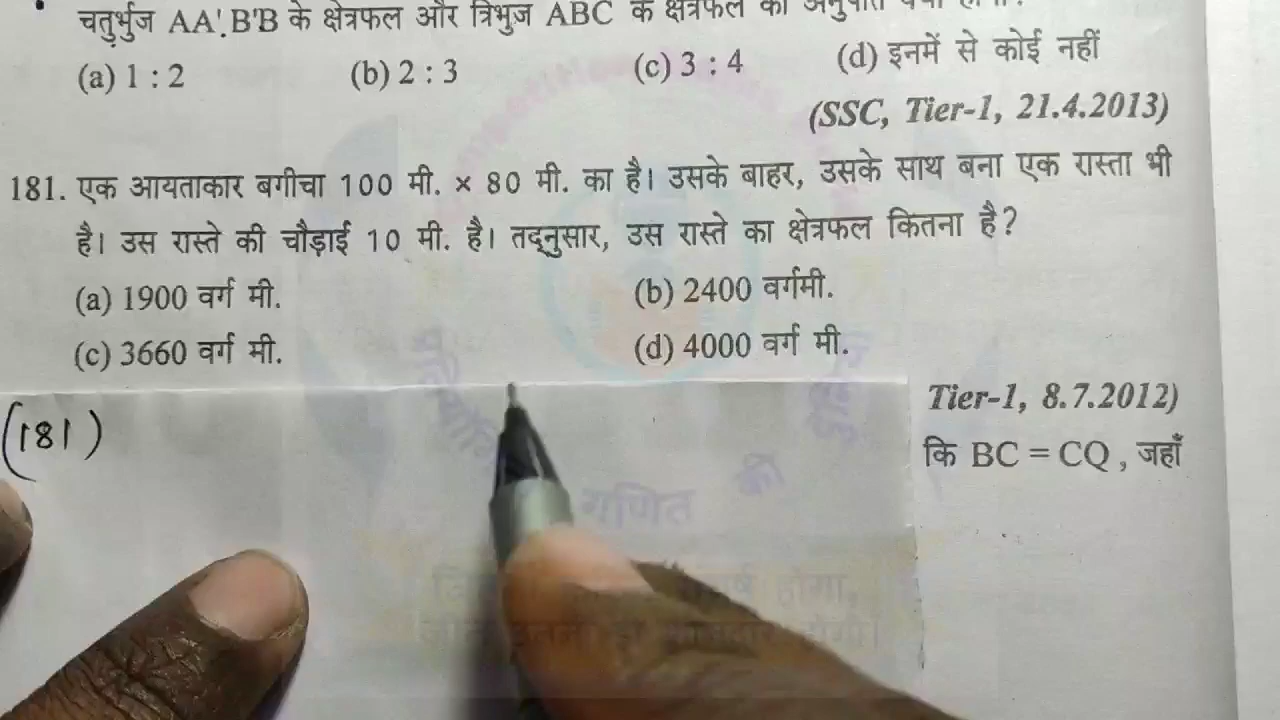 चतुर्भुज AA'B'B के क्षेत्रफल और त्रिभुज ABC के क्षेत्रफल का अनुपात क्या
(a) 1 : 2 (b) 2 : 3 (c) 3 : 4 (d) इनमें से कोई नहीं
(SSC, Tier-1, 21.4.2013)
181. एक आयताकार बगीचा 100 मी. × 80 मी. का है। उसके बाहर, उसके साथ बना एक रास्ता भी
है। उस रास्ते की चौड़ाई 10 मी. है। तद्नुसार, उस रास्ते का क्षेत्रफल कितना है?
(a) 1900 वर्ग मी. (b) 2400 वर्गमी.
(c) 3660 वर्ग मी. (d) 4000 वर्ग मी.
Tier-1, 8.7.2012)
(181)
कि BC = CQ , जहाँ
गणित की
होगा,